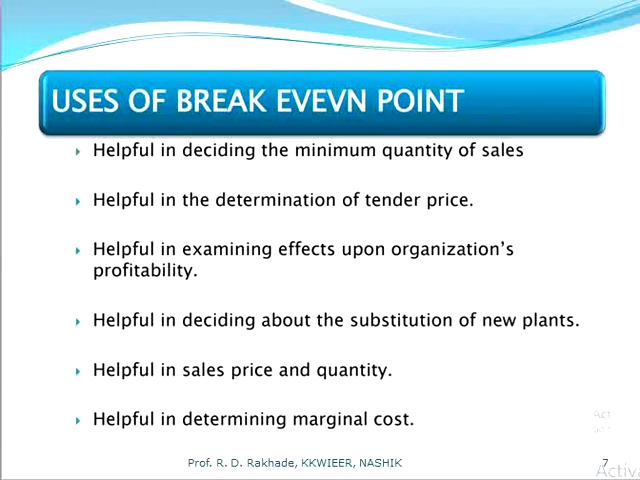 USES OF BREAK EVEVN POINT
Helpful in deciding the minimum quantity of sales
Helpful in the determination of tender price.
Helpful in examining effects upon organization's
profitability.
Helpful in deciding about the substitution of new plants.
Helpful in sales price and quantity.
Helpful in determining marginal cost.
Prof. R. D. Rakhade, KKWIEER, NASHIK
7